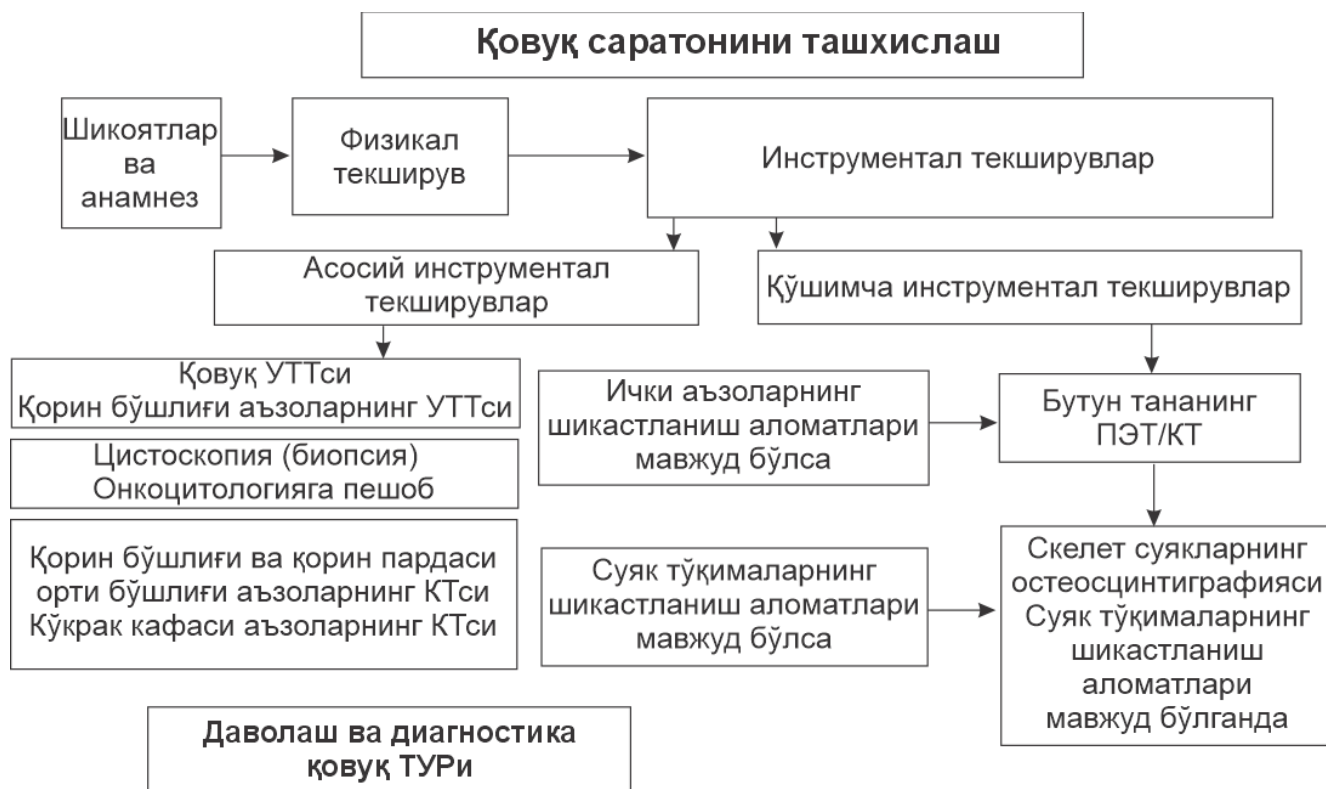 Қовуқ саратонини ташхислаш
Шикоятлар
ва
анамнез
Физикал
текширув
Инструментал текширувлар
Асосий инструментал
текширувлар
Қўшимча инструментал текширувлар
Қовуқ УТТси
Қорин бўшлиғи аъзоларнинг УТТси
Цистоскопия (биопсия)
Онкоцитологияга пешоб
Қорин бўшлиғи ва қорин пардаси
орти бўшлиғи аъзоларнинг КТси
Кўкрак кафаси аъзоларнинг КТси
Ички аъзоларнинг
шикастланиш аломатлари
мавжуд бўлса
Бутун тананинг
ПЭТ/КТ
Суяк тўқималарнинг
шикастланиш аломатлари
мавжуд бўлса
Скелет суякларнинг
остеосцинтиграфияси
Суяк тўқималарнинг
шикастланиш
аломатлари
мавжуд бўлганда
Даволаш ва диагностика
қовуқ ТУРи